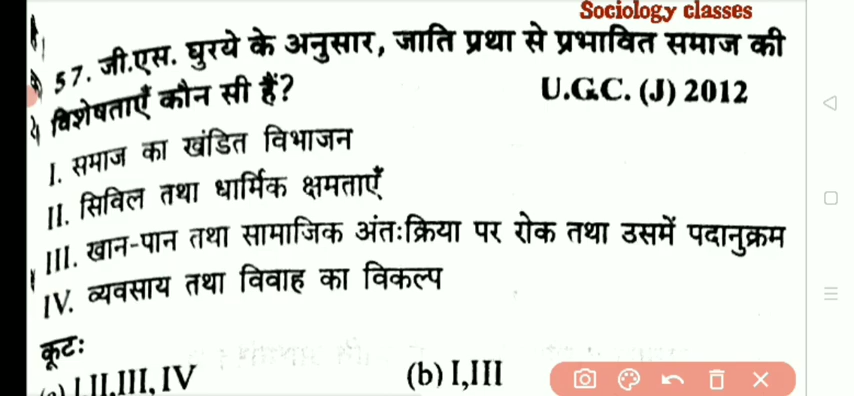 Sociology classes
57. जी.एस. घुरये के अनुसार, जाति प्रथा से प्रभावित समाज की
विशेषताएँ कौन सी हैं? U.G.C. (J) 2012
I. समाज का खंडित विभाजन
II. सिविल तथा धार्मिक क्षमताएँ
III. खान-पान तथा सामाजिक अंतःक्रिया पर रोक तथा उसमें पदानुक्रम
IV. व्यवसाय तथा विवाह का विकल्प
कूटः
(a) I,II,III, IV (b) I,III